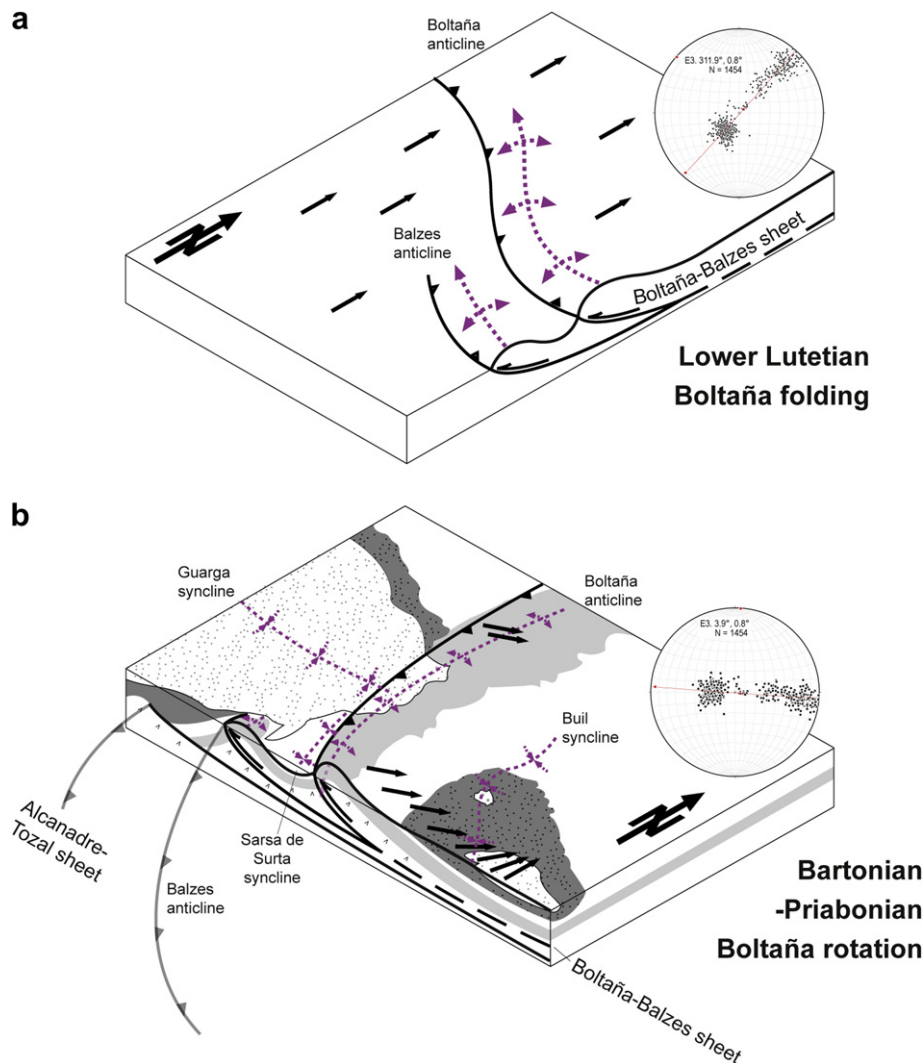 a
Boltaña
anticline
E3. 311.9°, 0.8°
N = 1454
Balzes
anticline
Boltaña-Balzes sheet
Lower Lutetian
Boltaña folding
b
Guarga
syncline
Boltaña
anticline
E3. 3.9°, 0.8°
N = 1454
Buil
syncline
Alcanadre-
Tozal sheet
Sarsa de
Surta
syncline
Balzes
anticline
Bartonian
-Priabonian
Boltaña rotation
Boltaña-Balzes sheet